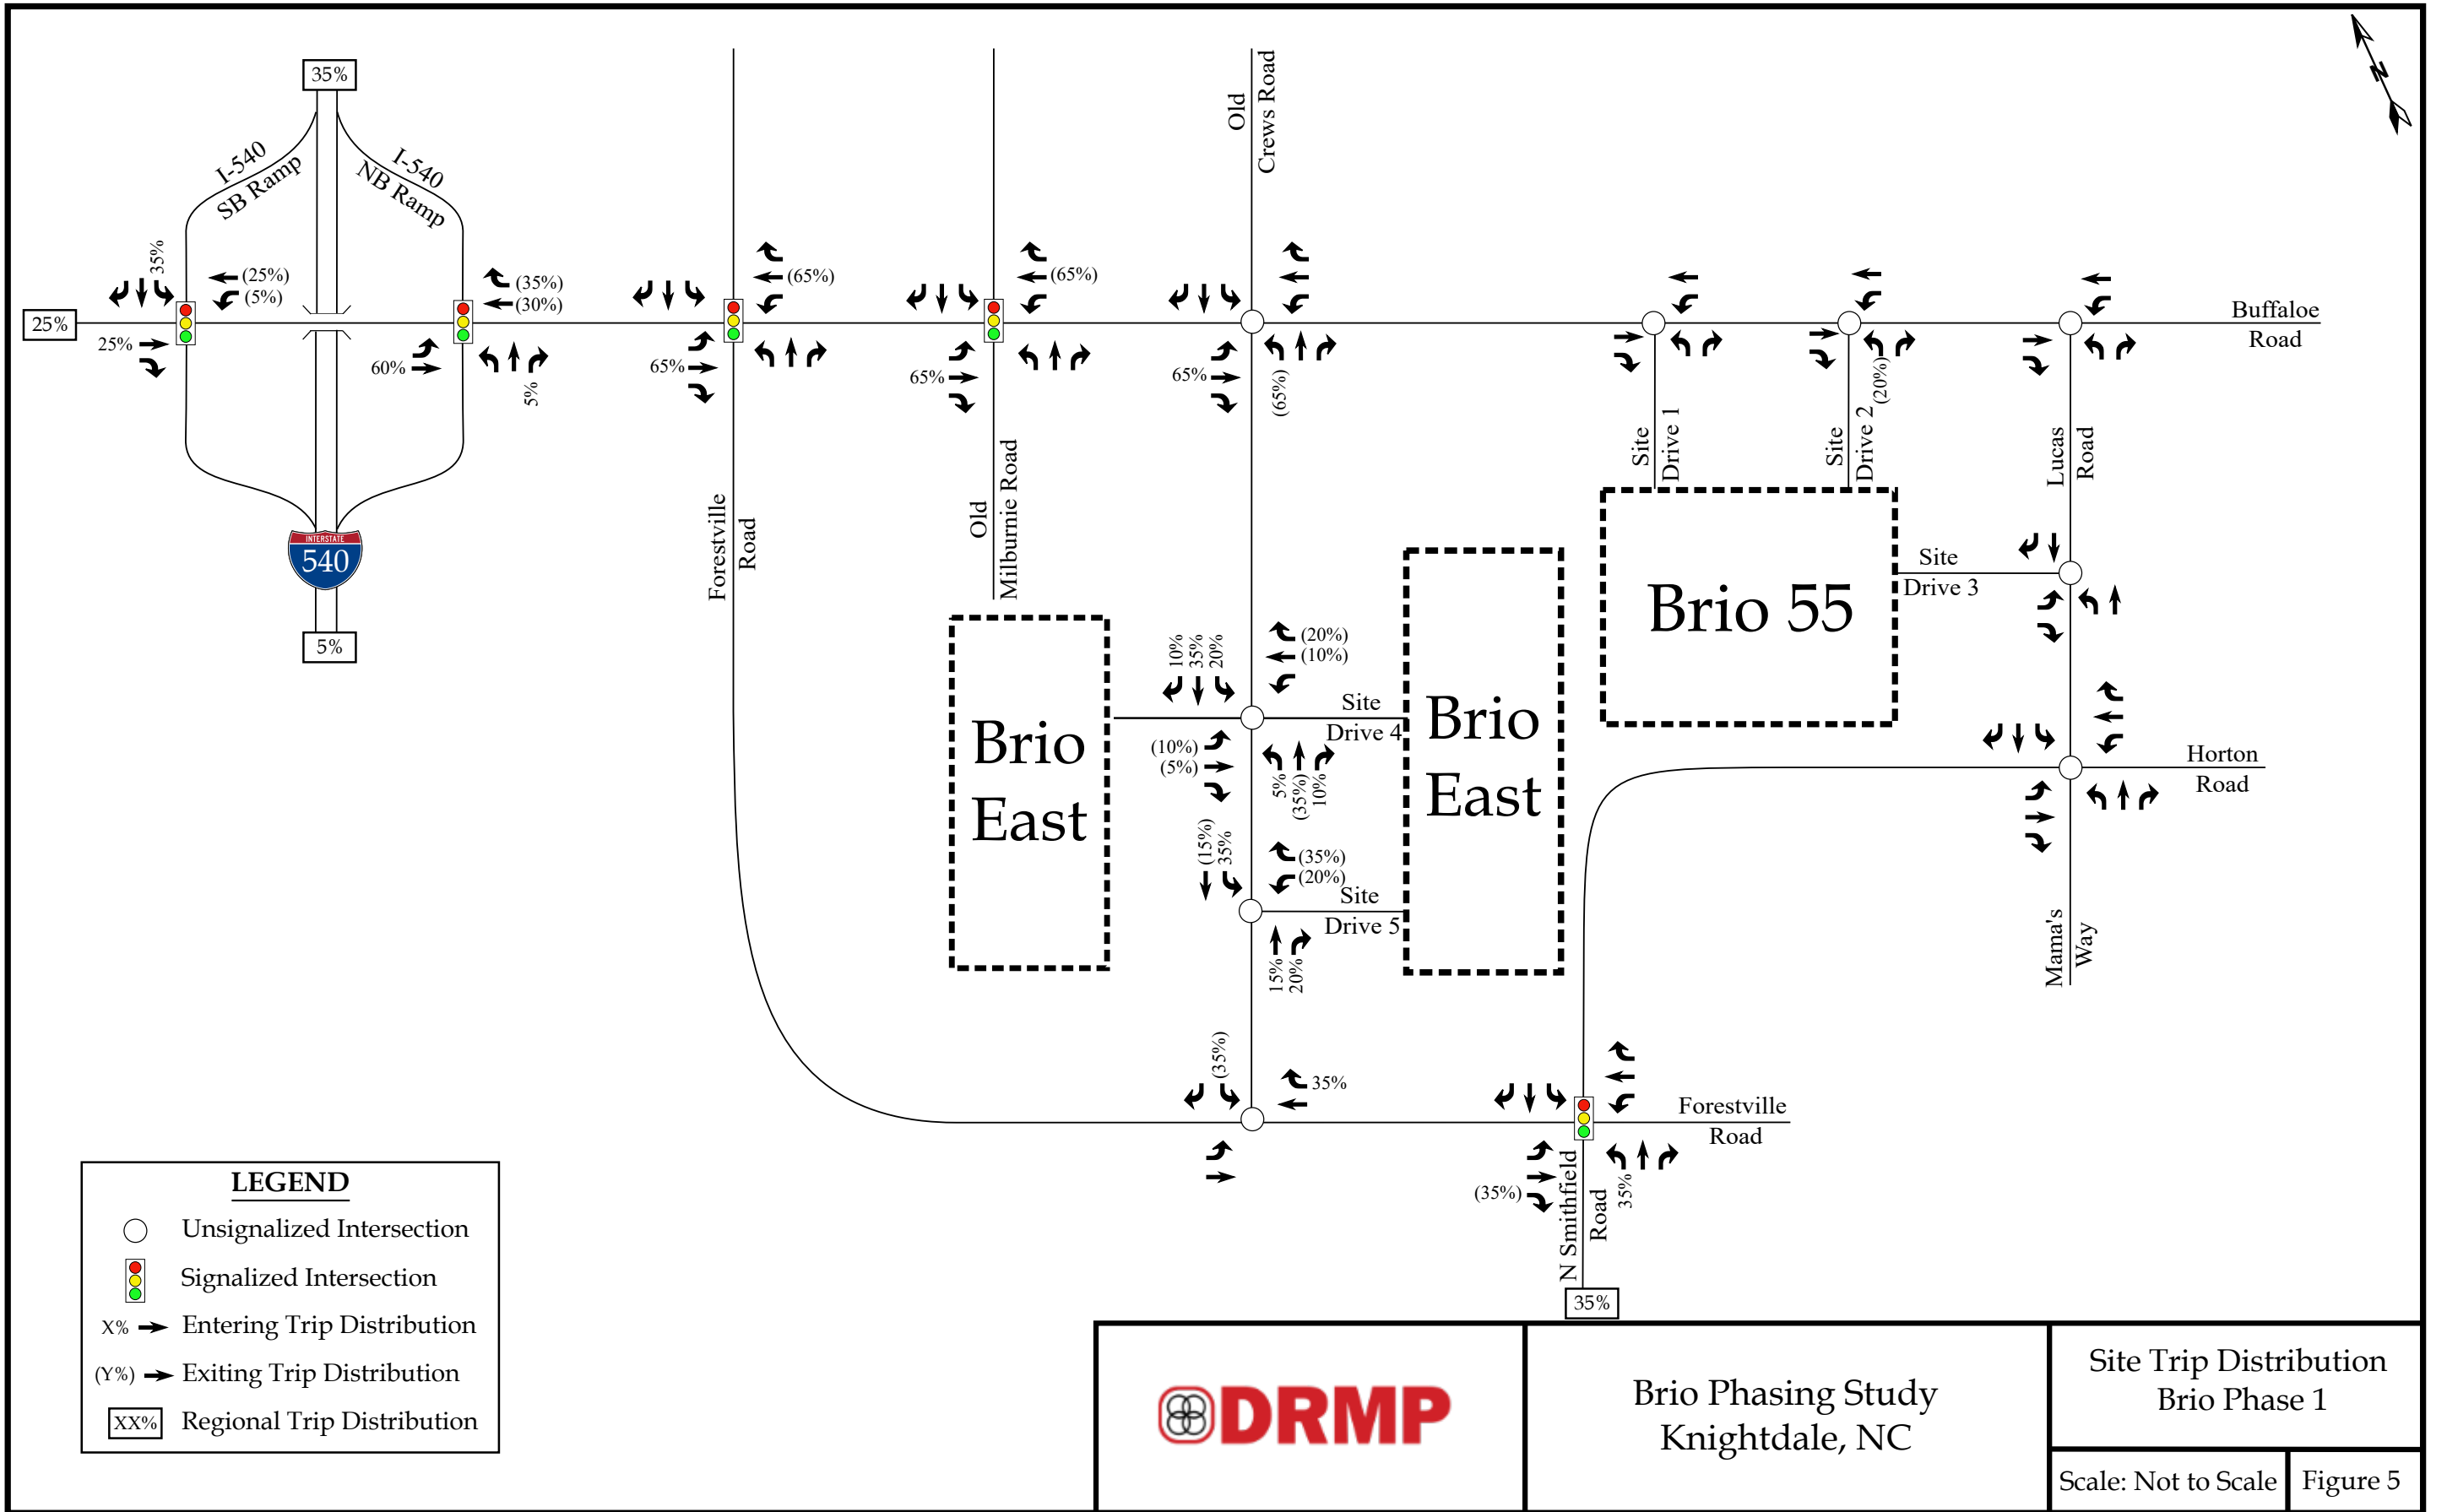 35%
N
I-540
SB Ramp
I-540
NB Ramp
Old
Crews Road
35%
(25%)
(5%)
25%
25%
(35%)
(30%)
60%
5%
(65%)
65%
(65%)
65%
65%
(65%)
(20%)
Buffaloe
Road
Forestville
Road
Old
Milburnie Road
Site
Drive 1
Site
Drive 2
Lucas
Road
INTERSTATE
540
5%
Brio 55
Site
Drive 3
10%
35%
20%
(20%)
(10%)
Site
Drive 4
(10%)
(5%)
5%
(35%)
10%
Brio
East
Brio
East
Horton
Road
(15%)
35%
(35%)
(20%)
Site
Drive 5
15%
20%
Mama's
Way
(35%)
35%
Forestville
Road
(35%)
N Smithfield
Road
35%
35%
LEGEND
Unsignalized Intersection
Signalized Intersection
X% Entering Trip Distribution
(Y%) Exiting Trip Distribution
XX% Regional Trip Distribution
DRMP
Brio Phasing Study
Knightdale, NC
Site Trip Distribution
Brio Phase 1
Scale: Not to Scale
Figure 5